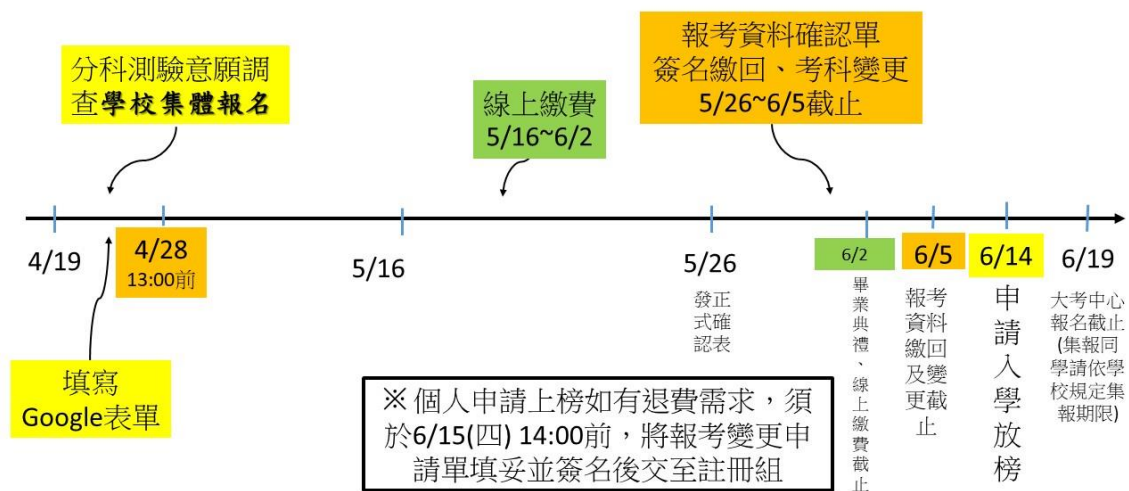 分科測驗意願調
查學校集體報名
線上繳費
5/16~6/2
報考資料確認單
簽名繳回、考科變更
5/26~6/5截止
4/19
4/28
13:00前
5/16
5/26
發正
式確
認表
6/2
畢業典禮、線上繳費截止
6/5
報考
資料
繳回
及變
更截
止
6/14
申請入學放榜
6/19
大考中心
報名截止
(集報同
學請依學
校規定集
報期限)
填寫
Google表單
※個人申請上榜如有退費需求，須
於6/15(四) 14:00前，將報考變更申
請單填妥並簽名後交至註冊組